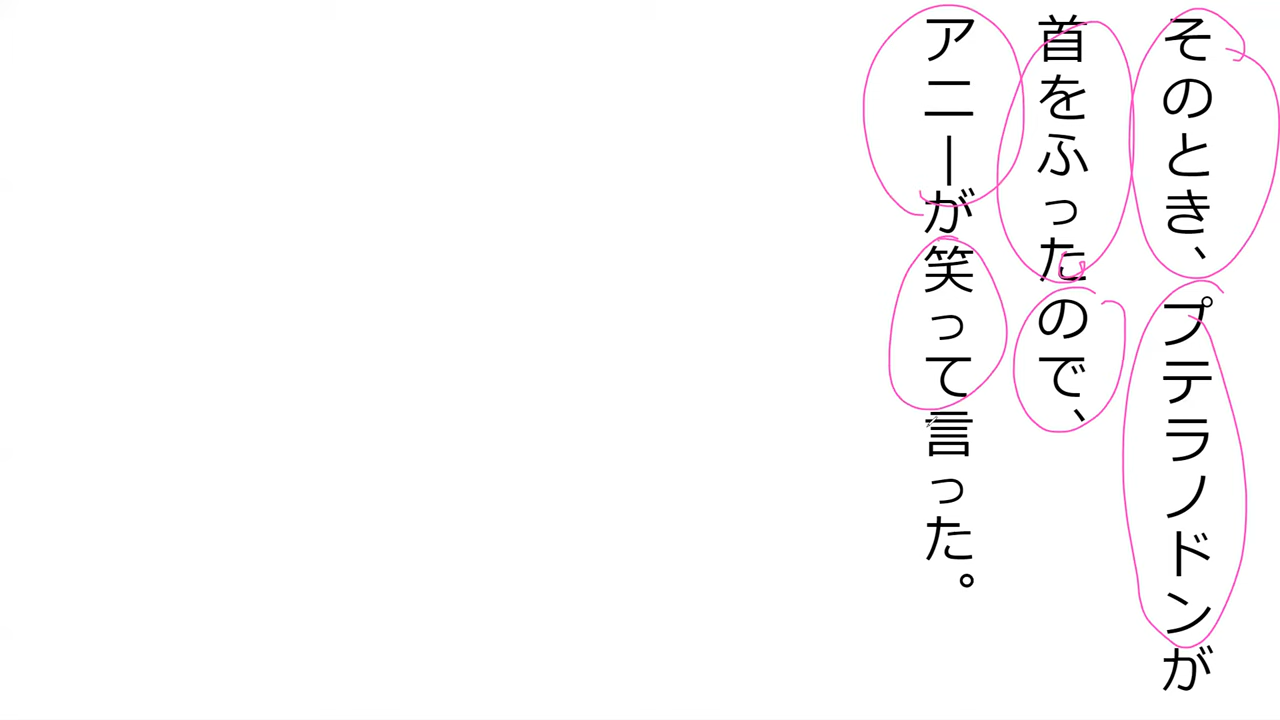 そのとき、プテラノドンが
首をふったので、
アニーが笑って言った。